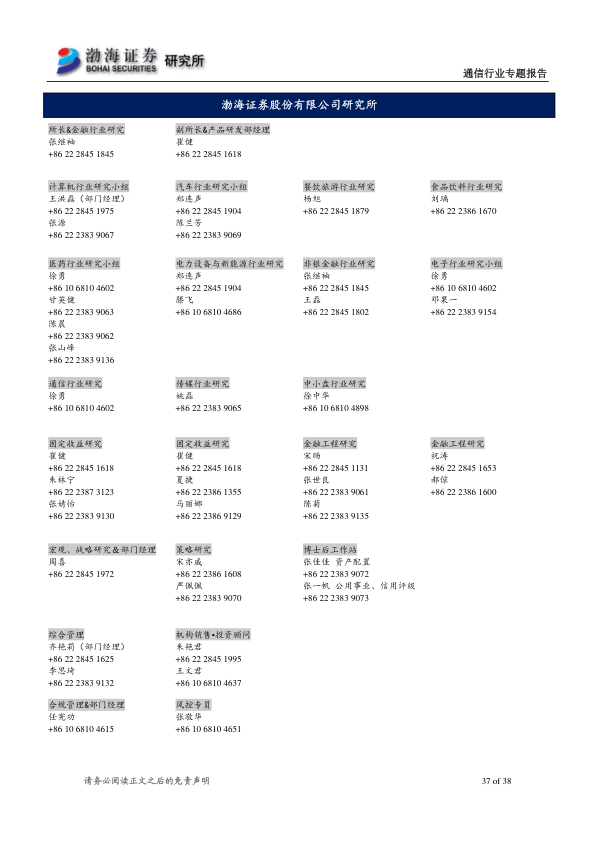 渤海证券
BOHAI SECURITIES
研究所
通信行业专题报告
渤海证券股份有限公司研究所
所长&金融行业研究
张继袖
+86 22 2845 1845
副所长&产品研发部经理
崔健
+86 22 2845 1618
计算机行业研究小组
王洪磊（部门经理）
+86 22 2845 1975
张源
+86 22 2383 9067
汽车行业研究小组
郑连声
+86 22 2845 1904
陈兰芳
+86 22 2383 9069
餐饮旅游行业研究
杨旭
+86 22 2845 1879
食品饮料行业研究
刘瑀
+86 22 2386 1670
医药行业研究小组
徐勇
+86 10 6810 4602
甘英健
+86 22 2383 9063
陈晨
+86 22 2383 9062
张山峰
+86 22 2383 9136
电力设备与新能源行业研究
郑连声
+86 22 2845 1904
滕飞
+86 10 6810 4686
非银金融行业研究
张继袖
+86 22 2845 1845
王磊
+86 22 2845 1802
电子行业研究小组
徐勇
+86 10 6810 4602
邓果一
+86 22 2383 9154
通信行业研究
徐勇
+86 10 6810 4602
传媒行业研究
姚磊
+86 22 2383 9065
中小盘行业研究
徐中华
+86 10 6810 4898
固定收益研究
崔健
+86 22 2845 1618
朱林宁
+86 22 2387 3123
张婧怡
+86 22 2383 9130
固定收益研究
崔健
+86 22 2845 1618
夏捷
+86 22 2386 1355
马丽娜
+86 22 2386 9129
金融工程研究
宋旸
+86 22 2845 1131
张世良
+86 22 2383 9061
陈菊
+86 22 2383 9135
金融工程研究
祝涛
+86 22 2845 1653
郝倞
+86 22 2386 1600
宏观、战略研究&部门经理
周喜
+86 22 2845 1972
策略研究
宋亦威
+86 22 2386 1608
严佩佩
+86 22 2383 9070
博士后工作站
张佳佳 资产配置
+86 22 2383 9072
张一帆 公用事业、信用评级
+86 22 2383 9073
综合管理
齐艳莉（部门经理）
+86 22 2845 1625
李思琦
+86 22 2383 9132
机构销售•投资顾问
朱艳君
+86 22 2845 1995
王文君
+86 10 6810 4637
合规管理&部门经理
任宪功
+86 10 6810 4615
风控专员
张敬华
+86 10 6810 4651
请务必阅读正文之后的免责声明
37 of 38